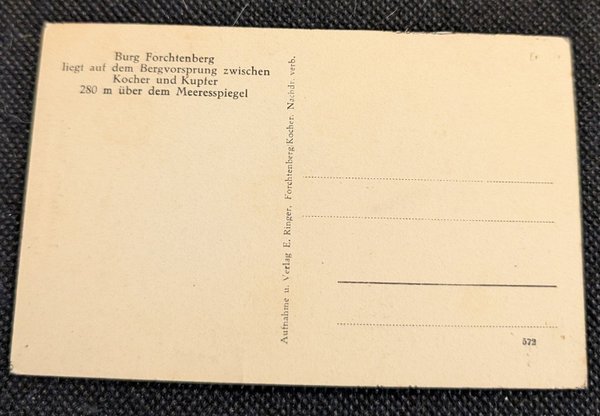 Burg Forchtenberg
liegt auf dem Bergvorsprung zwischen
Kocher und Kupfer
280 m über dem Meeresspiegel
Aufnahme u. Verlag E. Ringer, Forchtenberg/Kocher. Nachdr. verb.
572